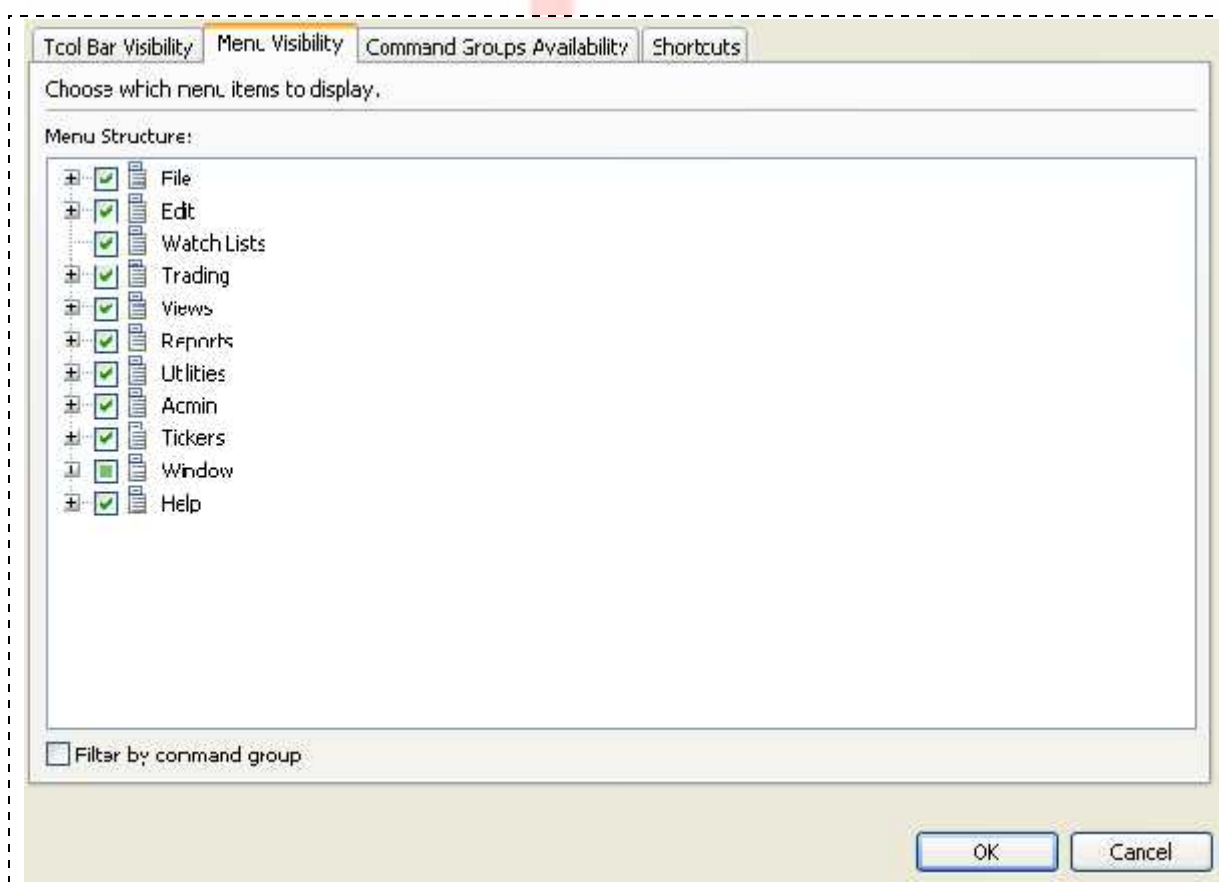 Tool Bar Visibility Menu Visibility Command Groups Availability Shortcuts
Choose which menu items to display.
Menu Structure:
File
Edit
Watch Lists
Trading
Views
Reports
Utilities
Admin
Tickers
Window
Help
Filter by command group
OK Cancel